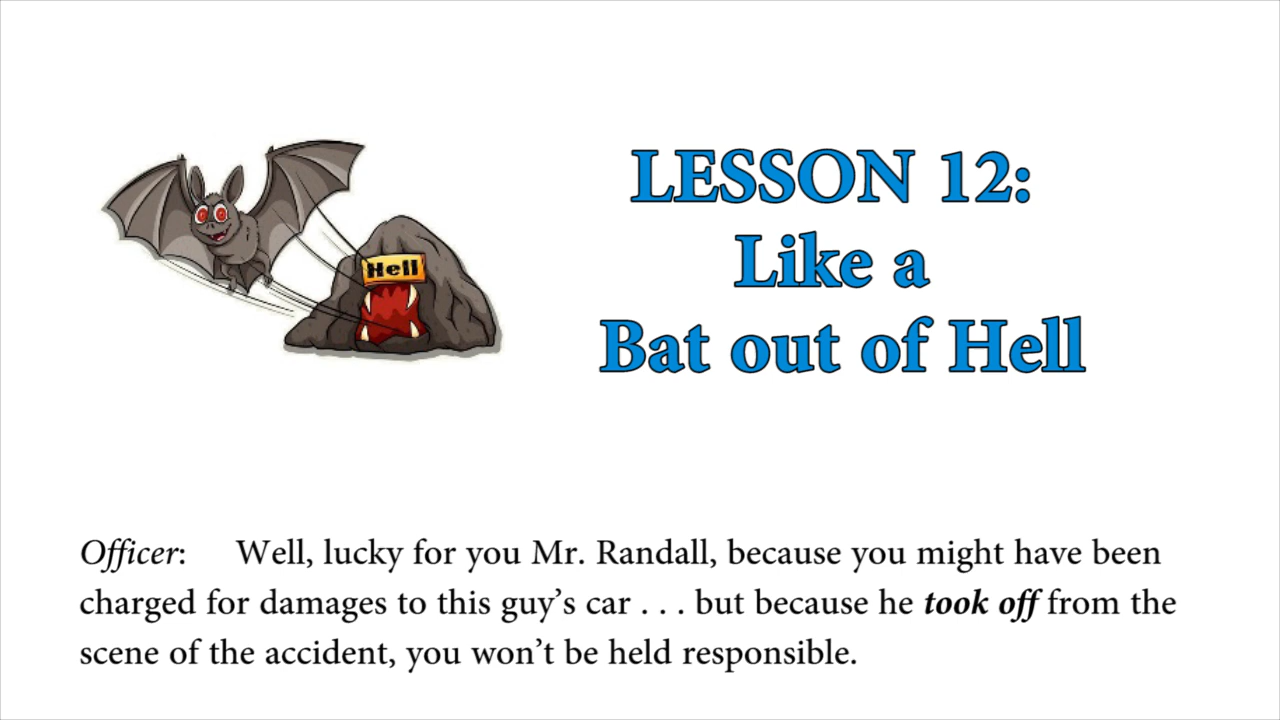 Hell
LESSON 12:
Like a
Bat out of Hell
Officer: Well, lucky for you Mr. Randall, because you might have been
charged for damages to this guy’s car . . . but because he took off from the
scene of the accident, you won’t be held responsible.